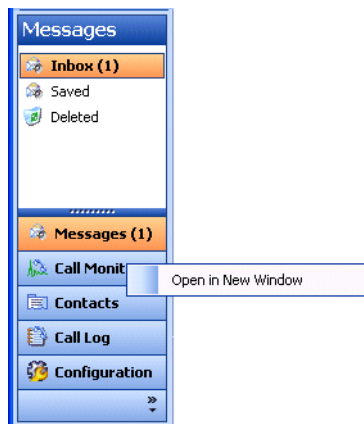 Messages
Inbox (1)
Saved
Deleted
Messages (1)
Call Monit
Open in New Window
Contacts
Call Log
Configuration